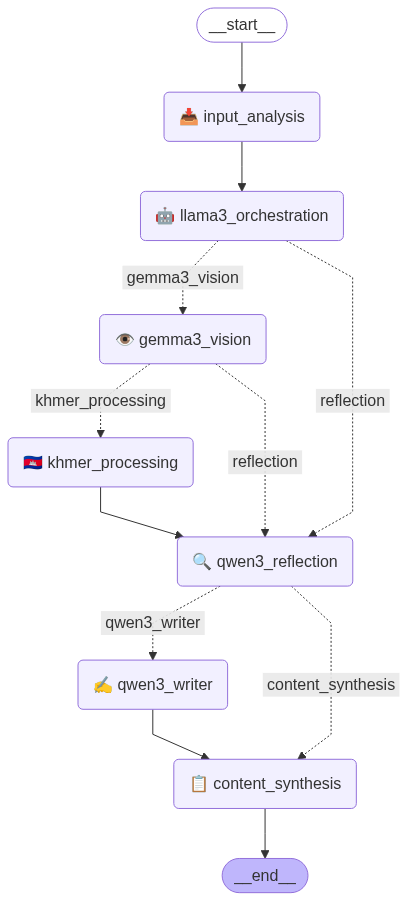 __start__
📥 input_analysis
🤖 llama3_orchestration
gemma3_vision
👁️ gemma3_vision
khmer_processing
reflection
🇰🇭 khmer_processing
reflection
🔍 qwen3_reflection
qwen3_writer
✍️ qwen3_writer
content_synthesis
📋 content_synthesis
__end__